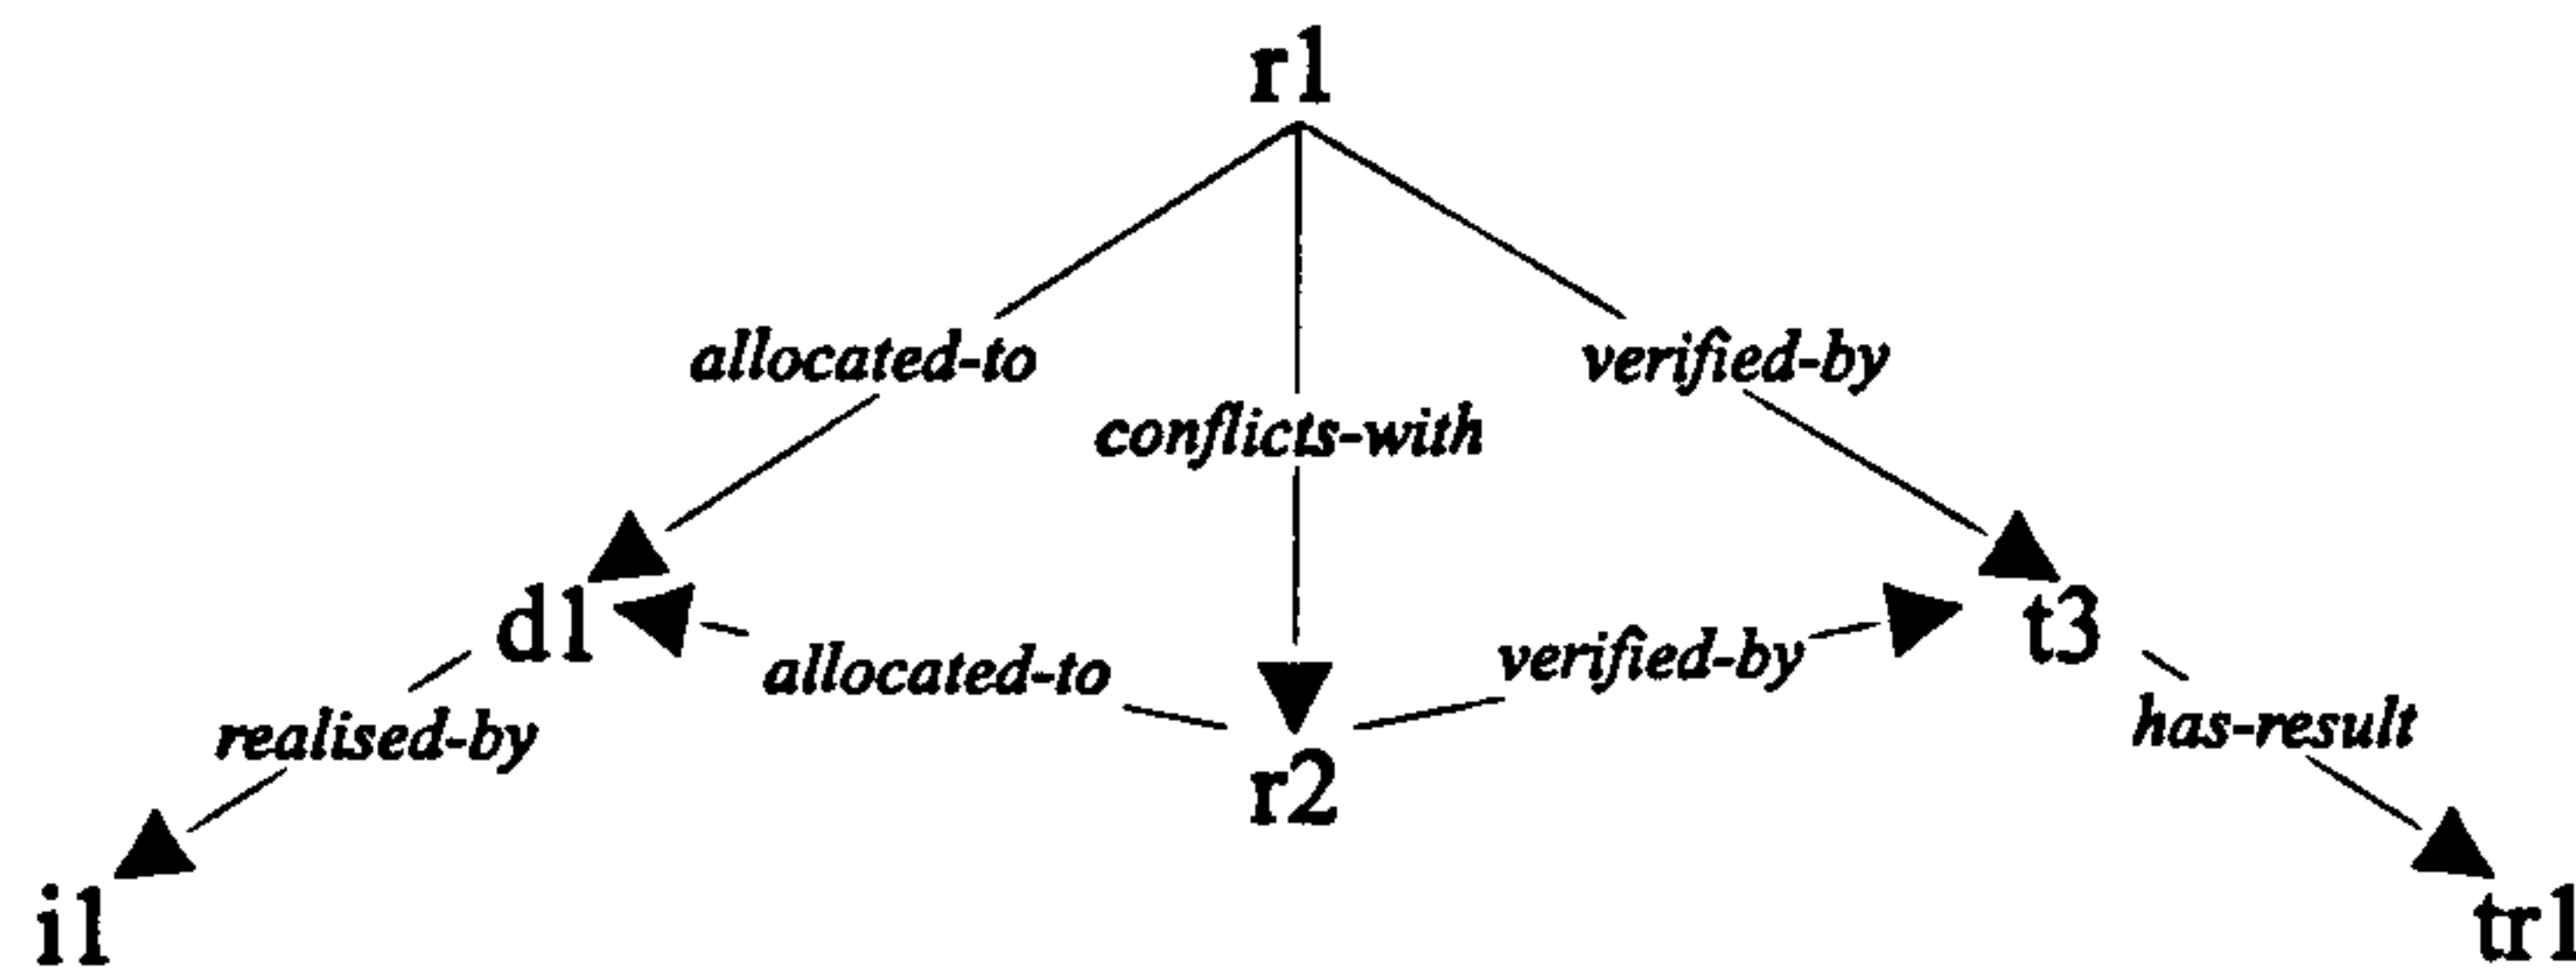 r1
allocated-to
verified-by
conflicts-with
d1
t3
allocated-to
verified-by
realised-by
has-result
r2
i1
tr1